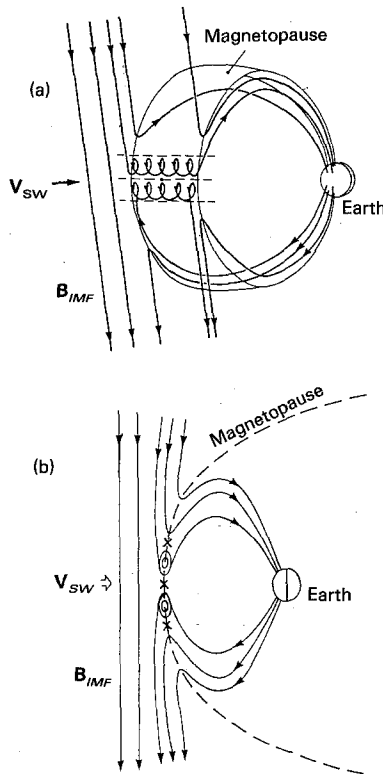 Magnetopause
(a)
V_SW
Earth
B_IMF
Magnetopause
(b)
V_SW
Earth
B_IMF